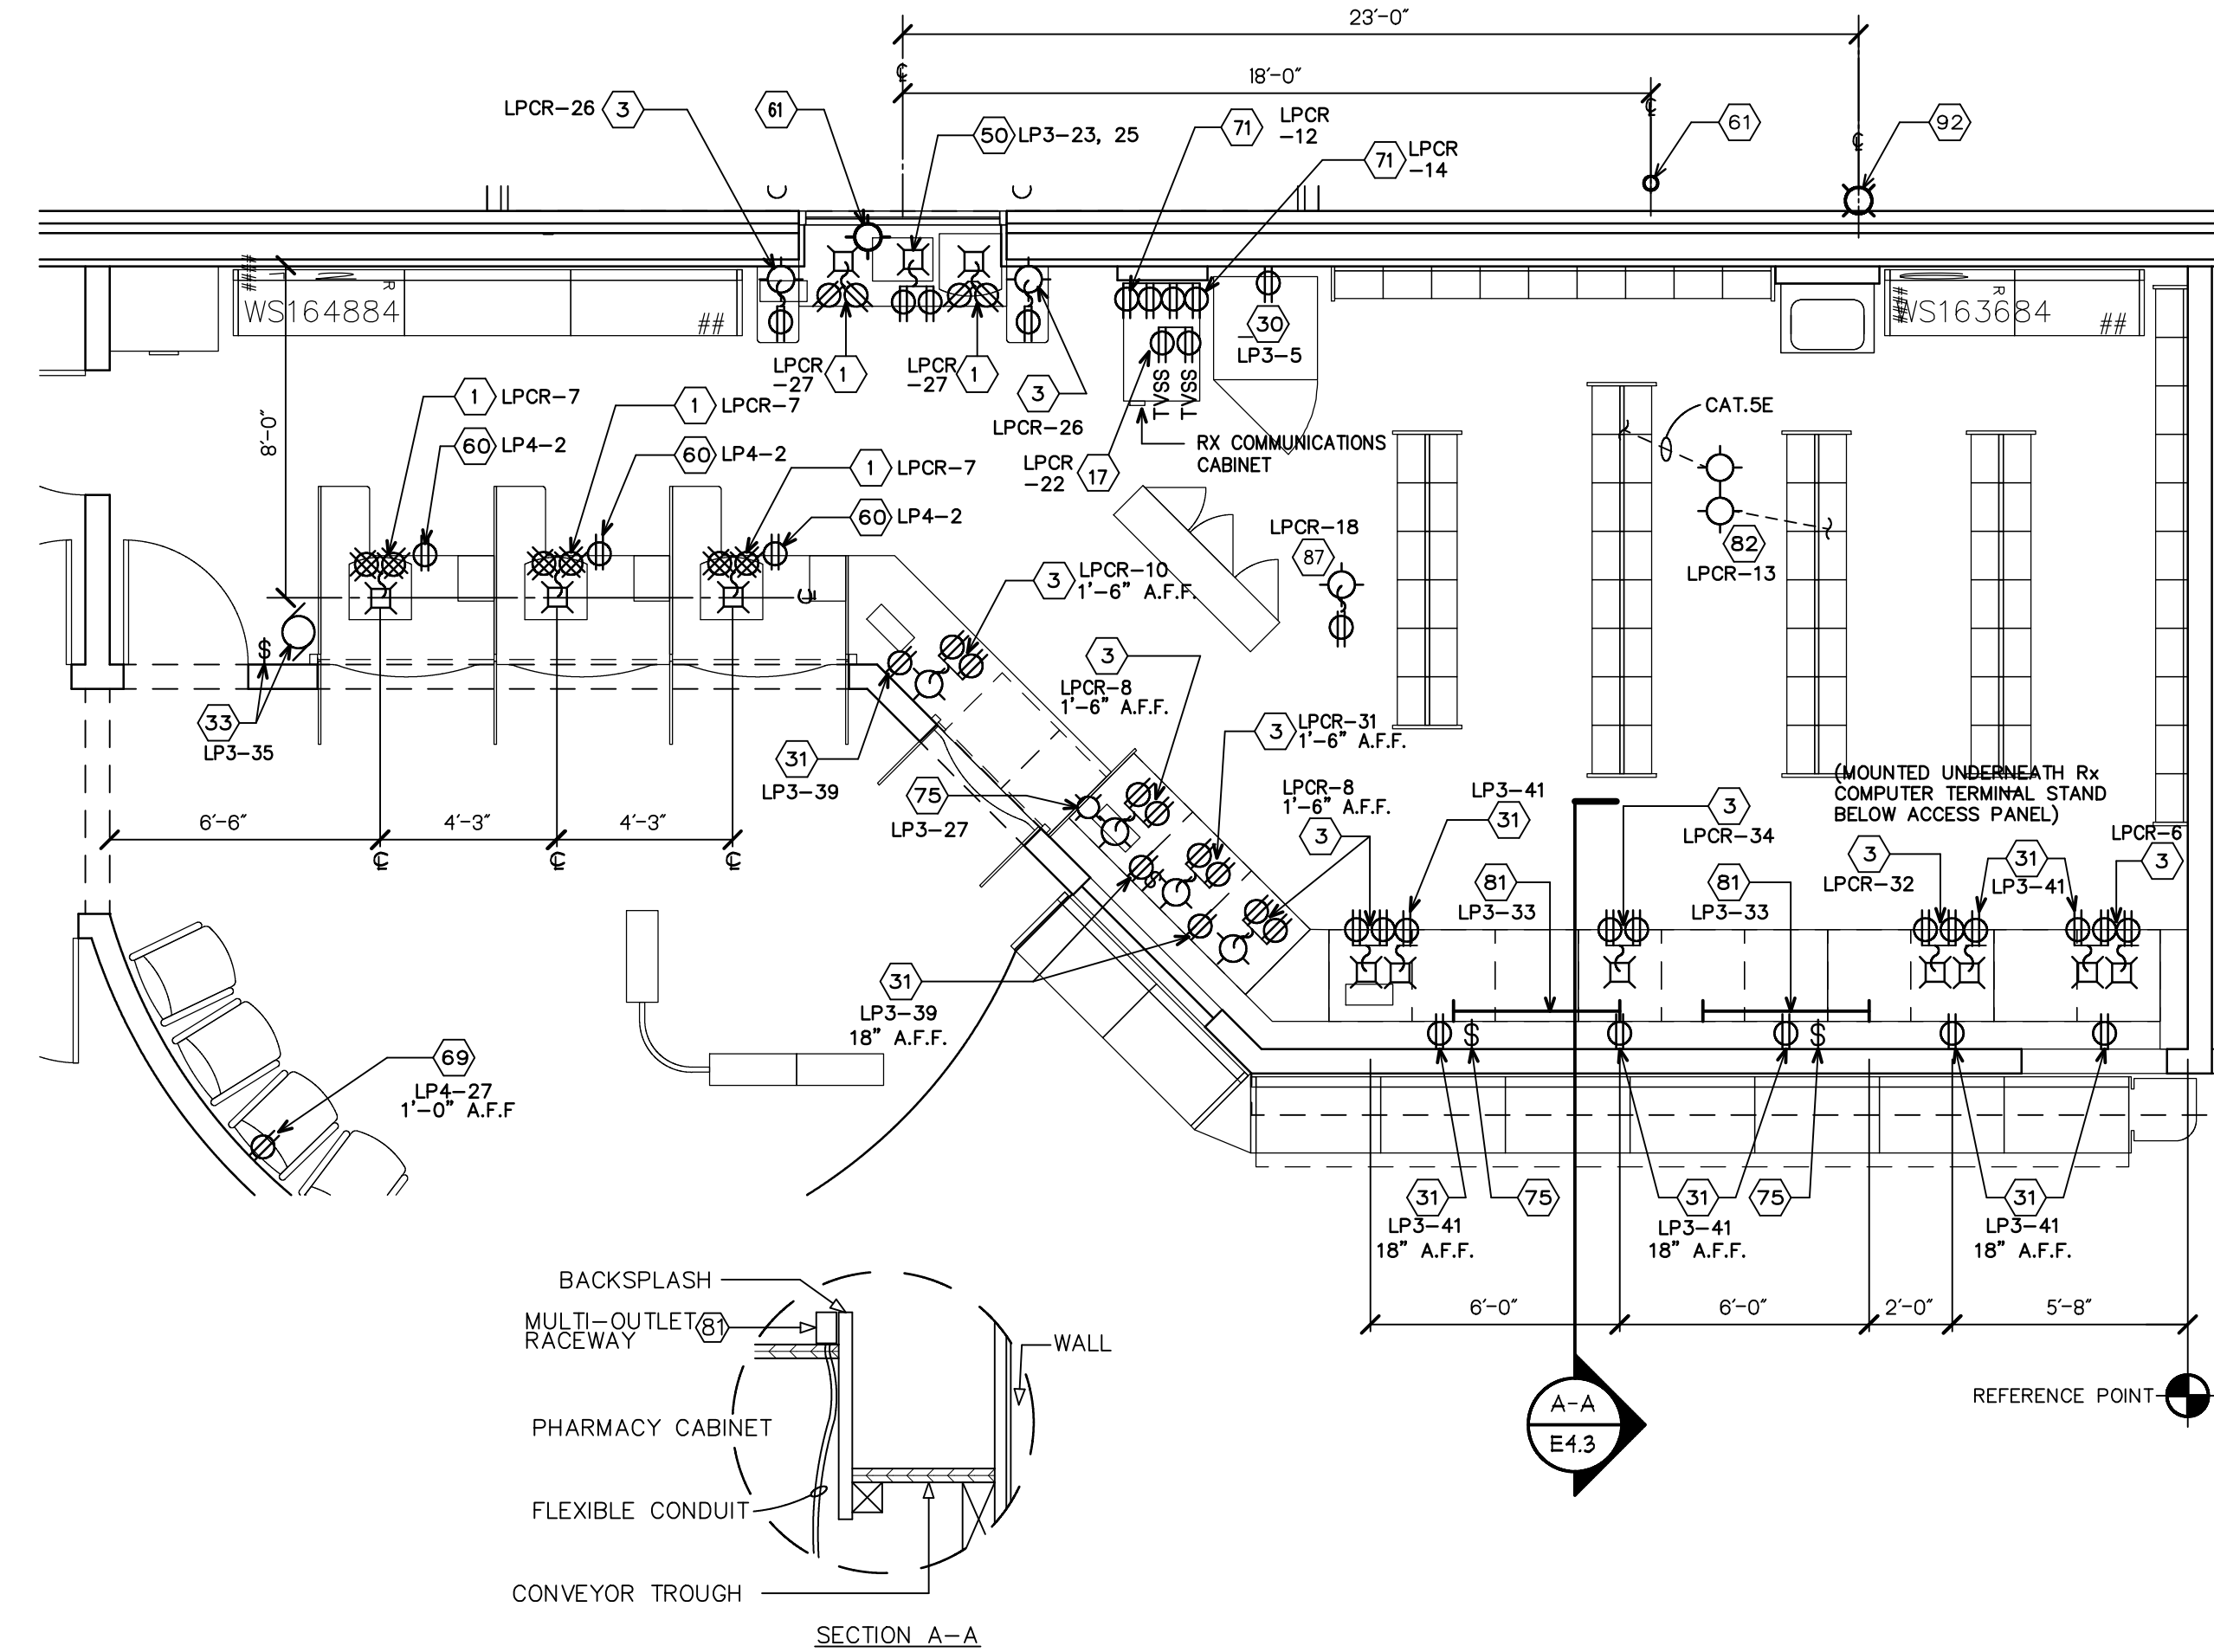 23'-0"
18'-0"
℄
℄
℄
LPCR-26
3
61
50
LP3-23, 25
71
LPCR
-12
71
LPCR
-14
61
92
WS164884
R
####
##
8'-0"
LPCR
-27
1
LPCR
-27
1
3
LPCR-26
TVSS
TVSS
30
LP3-5
WS163684
R
####
##
1
LPCR-7
1
LPCR-7
1
LPCR-7
60
LP4-2
60
LP4-2
60
LP4-2
LPCR
-22
17
RX COMMUNICATIONS
CABINET
CAT.5E
LPCR-18
87
82
LPCR-13
℄
3
LPCR-10
1'-6" A.F.F.
3
LPCR-8
1'-6" A.F.F.
3
LPCR-31
1'-6" A.F.F.
$
33
LP3-35
31
LP3-39
75
LP3-27
LPCR-8
1'-6" A.F.F.
3
LP3-41
31
3
LPCR-34
(MOUNTED UNDERNEATH Rx
COMPUTER TERMINAL STAND
BELOW ACCESS PANEL)
LPCR-6
3
3
LPCR-32
31
LP3-41
81
LP3-33
81
LP3-33
6'-6"
4'-3"
4'-3"
℄
℄
℄
31
LP3-39
18" A.F.F.
S
S
S
69
LP4-27
1'-0" A.F.F
31
LP3-41
18" A.F.F.
75
31
LP3-41
18" A.F.F.
75
31
LP3-41
18" A.F.F.
6'-0"
6'-0"
2'-0"
5'-8"
A-A
E4.3
REFERENCE POINT
BACKSPLASH
MULTI-OUTLET
RACEWAY
81
WALL
PHARMACY CABINET
FLEXIBLE CONDUIT
CONVEYOR TROUGH
SECTION A-A